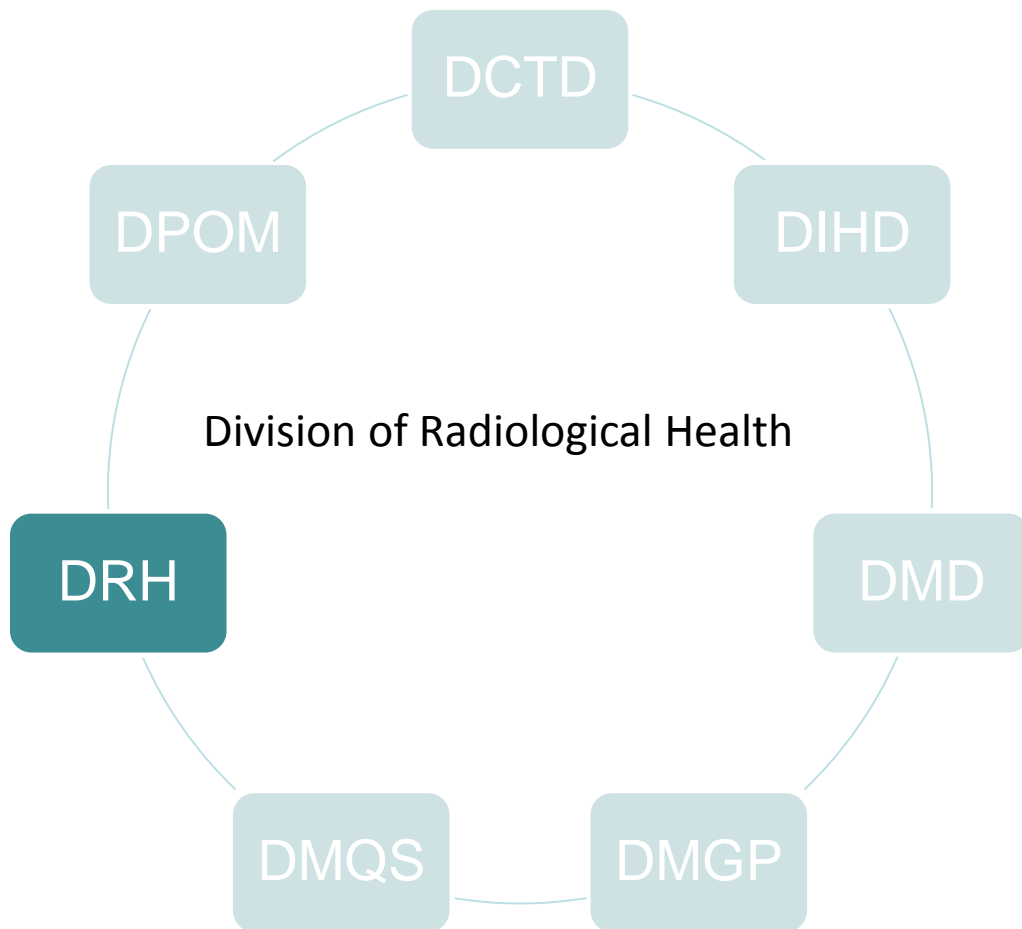 DCTD
DPOM
DIHD
Division of Radiological Health
DRH
DMD
DMQS
DMGP